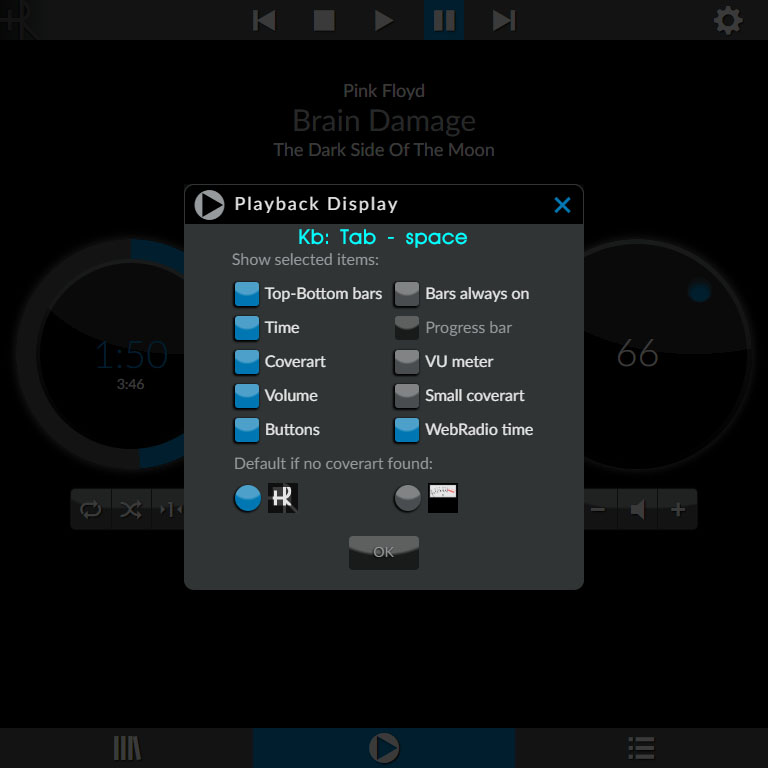 Pink Floyd
Brain Damage
The Dark Side Of The Moon
Playback Display
Kb: Tab - space
Show selected items:
Top-Bottom bars
Bars always on
Time
Progress bar
Coverart
VU meter
Volume
Small coverart
Buttons
WebRadio time
Default if no coverart found:
OK
1:50
3:46
66
1